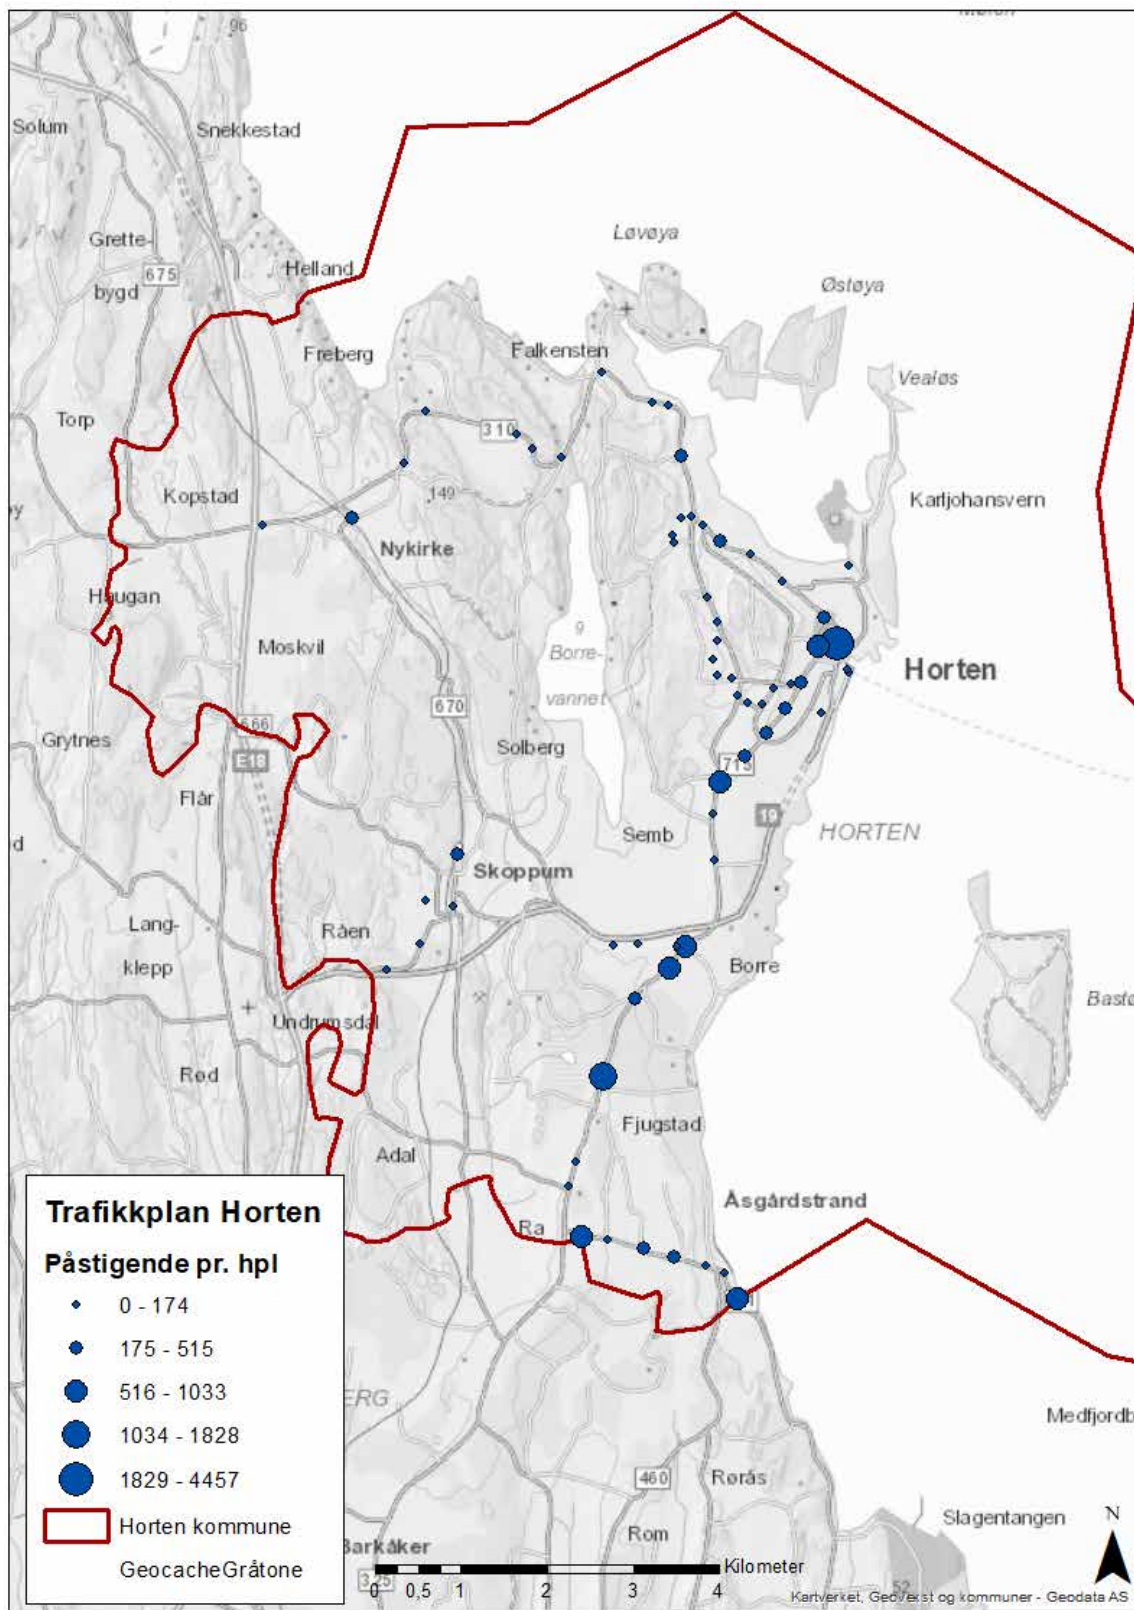 96
Solum
Snekkestad
Grette-
bygd
675
Helland
Løvøya
Østøya
Freberg
Falkensten
Vealøs
Torp
310
Kopstad
149
Karljohansvern
Nykirke
Haugan
9
Borre-
vannet
Moskvil
Horten
670
666
Grytnes
Solberg
E18
Flår
Semb
19
HORTEN
Skoppum
Lang-
klepp
Råen
Borre
Undrumsdal
Rød
Fjugstad
Adal
Åsgårdstrand
Ra
Trafikkplan Horten
Påstigende pr. hpl
0 - 174
175 - 515
516 - 1033
1034 - 1828
1829 - 4457
Horten kommune
GeocacheGråtone
ERG
Medfjordb
460
Rørås
Slagentangen
N
Rom
Barkåker
Kilometer
0 0,5 1 2 3 4
52
Kartverket, Geovekst og kommuner - Geodata AS